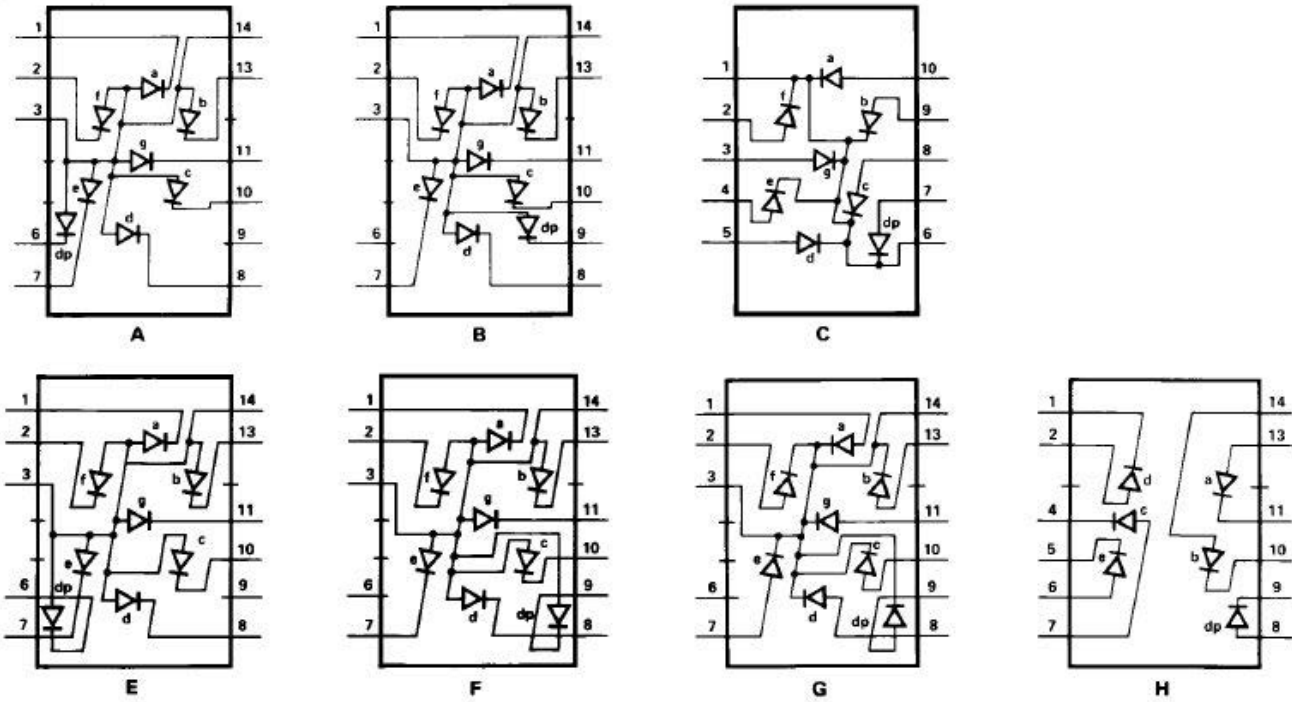 1 14 1 14
2 a 13 2 a 13 1 a 10
f b f b f b
3 3 2 9
g 11 g 11 3 g 8
e c e c e c
10 10 4 7
d d dp dp
6 dp 9 6 9 5 d 6
7 8 7 8
A B C
1 14 1 14 1 14 1 14
2 a 13 2 a 13 2 a 13 2 13
f b f b f b d a
3 3 3
g 11 g 11 g 11 4 c 11
e c e c e c e b
10 10 10 5 10
6 dp 9 6 9 6 9 6 9
d d dp d dp dp
7 8 7 8 7 8 7 8
E F G H